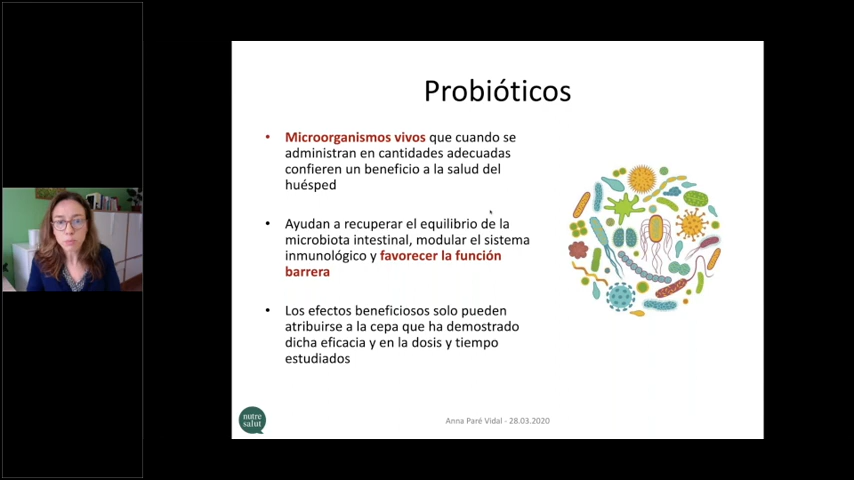 Probióticos
• Microorganismos vivos que cuando se
administran en cantidades adecuadas
confieren un beneficio a la salud del
huésped
• Ayudan a recuperar el equilibrio de la
microbiota intestinal, modular el sistema
inmunológico y favorecer la función
barrera
• Los efectos beneficiosos solo pueden
atribuirse a la cepa que ha demostrado
dicha eficacia y en la dosis y tiempo
estudiados
nutre
salut
Anna Paré Vidal - 28.03.2020